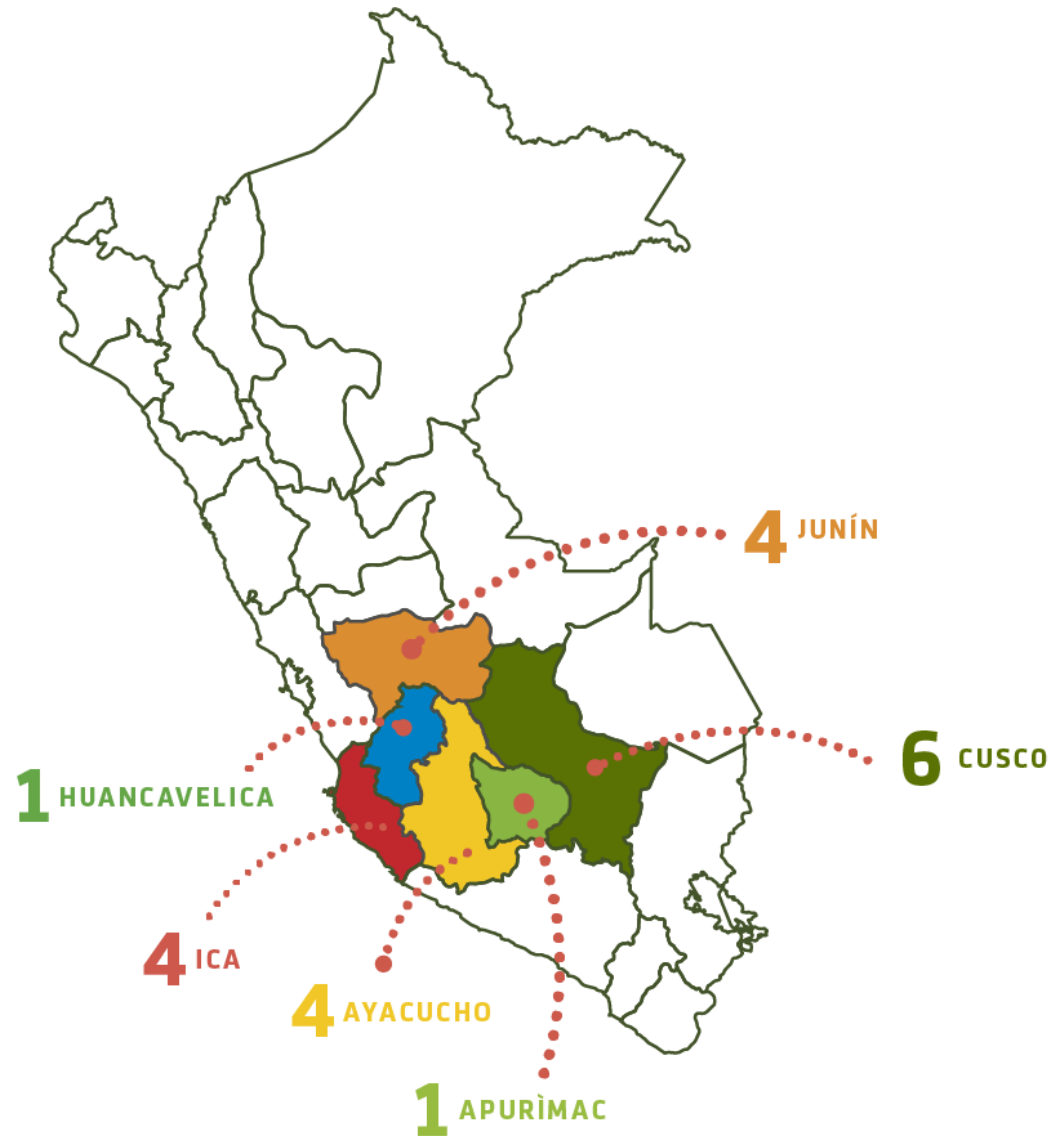 4 JUNÍN
6 CUSCO
1 HUANCAVELICA
4 ICA
4 AYACUCHO
1 APURÌMAC